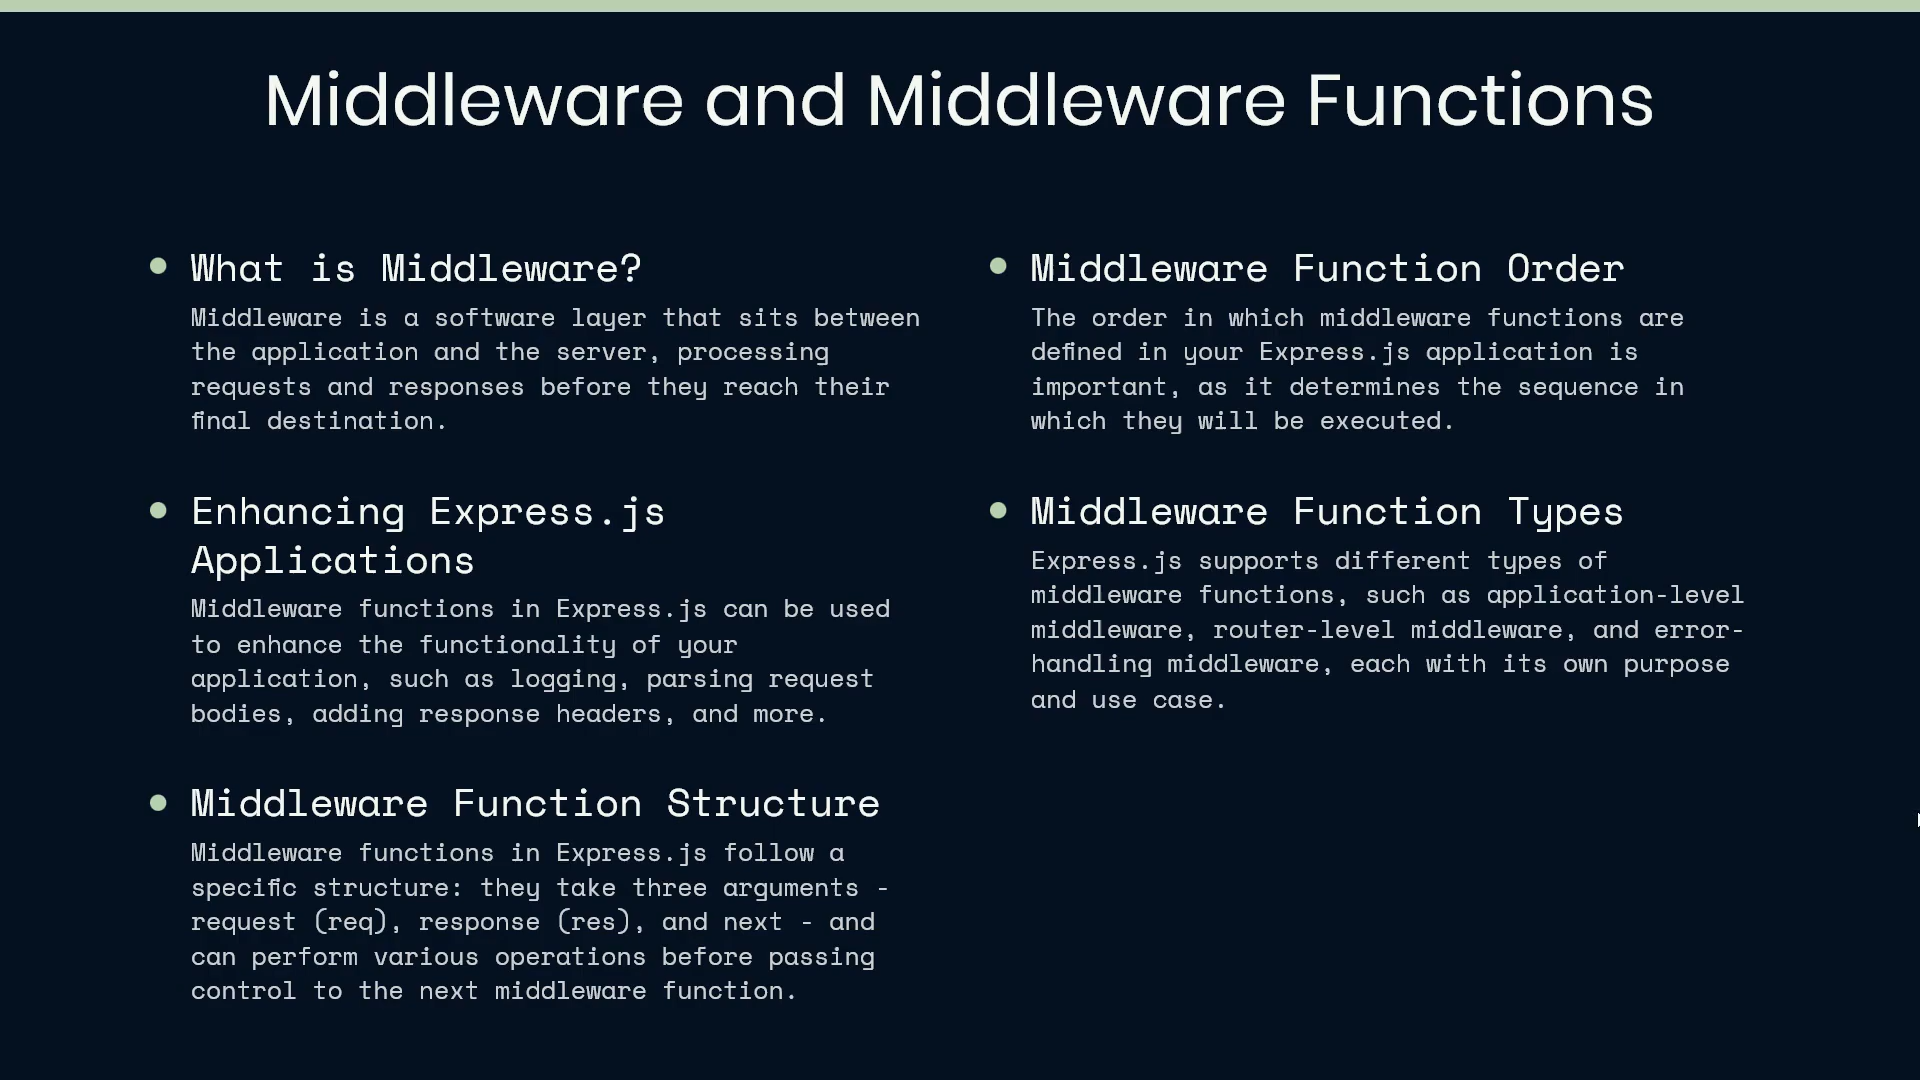 Middleware and Middleware Functions
What is Middleware?
Middleware is a software layer that sits between
the application and the server, processing
requests and responses before they reach their
final destination.
Enhancing Express.js
Applications
Middleware functions in Express.js can be used
to enhance the functionality of your
application, such as logging, parsing request
bodies, adding response headers, and more.
Middleware Function Structure
Middleware functions in Express.js follow a
specific structure: they take three arguments -
request (req), response (res), and next - and
can perform various operations before passing
control to the next middleware function.
Middleware Function Order
The order in which middleware functions are
defined in your Express.js application is
important, as it determines the sequence in
which they will be executed.
Middleware Function Types
Express.js supports different types of
middleware functions, such as application-level
middleware, router-level middleware, and error-
handling middleware, each with its own purpose
and use case.